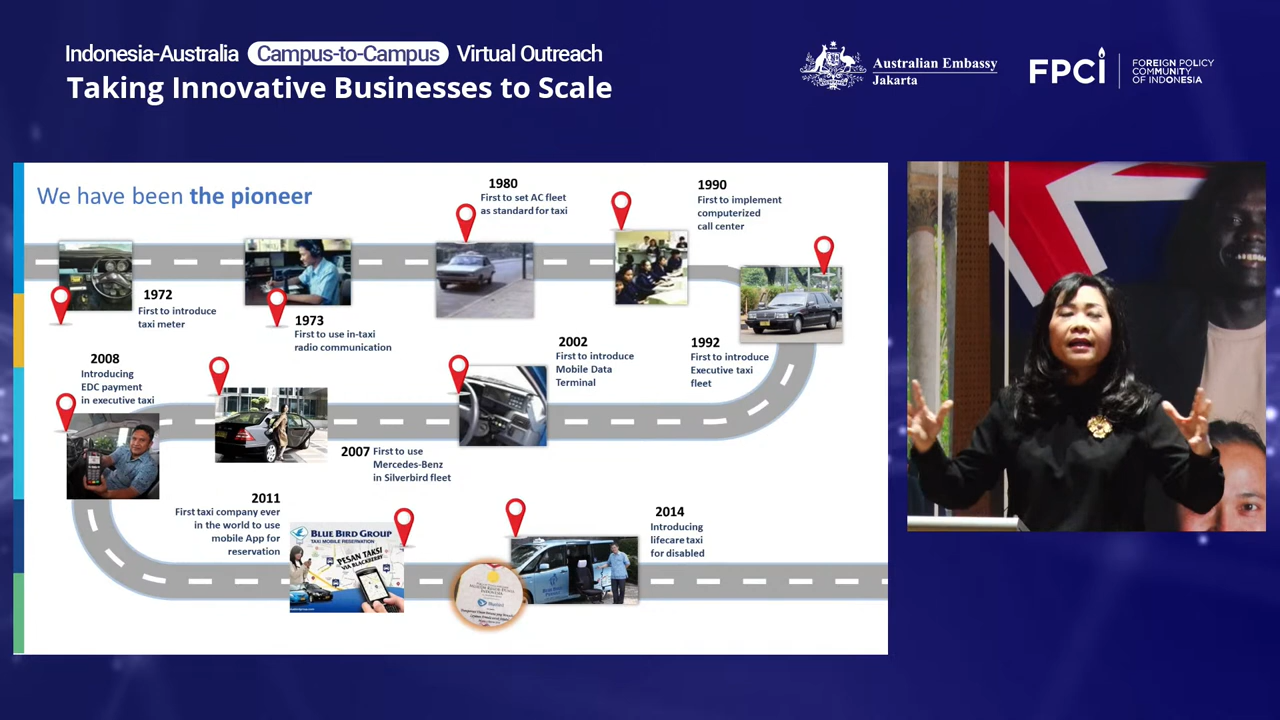 Indonesia-Australia Campus-to-Campus Virtual Outreach
Taking Innovative Businesses to Scale
Australian Embassy
Jakarta
FPCI
FOREIGN POLICY
COMMUNITY
OF INDONESIA
We have been the pioneer
1972
First to introduce
taxi meter
1973
First to use in-taxi
radio communication
1980
First to set AC fleet
as standard for taxi
1990
First to implement
computerized
call center
1992
First to introduce
Executive taxi
fleet
2002
First to introduce
Mobile Data
Terminal
2007
First to use
Mercedes-Benz
in Silverbird fleet
2008
Introducing
EDC payment
in executive taxi
2011
First taxi company ever
in the world to use
mobile App for
reservation
BLUE BIRD GROUP
TAXI MOBILE RESERVATION
PESAN TAKSI
VIA BLACKBERRY
2014
Introducing
lifecare taxi
for disabled